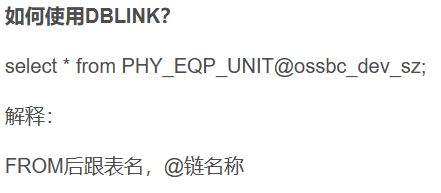 如何使用DBLINK？
select * from PHY_EQP_UNIT@ossbc_dev_sz;
解释：
FROM后跟表名，@链名称